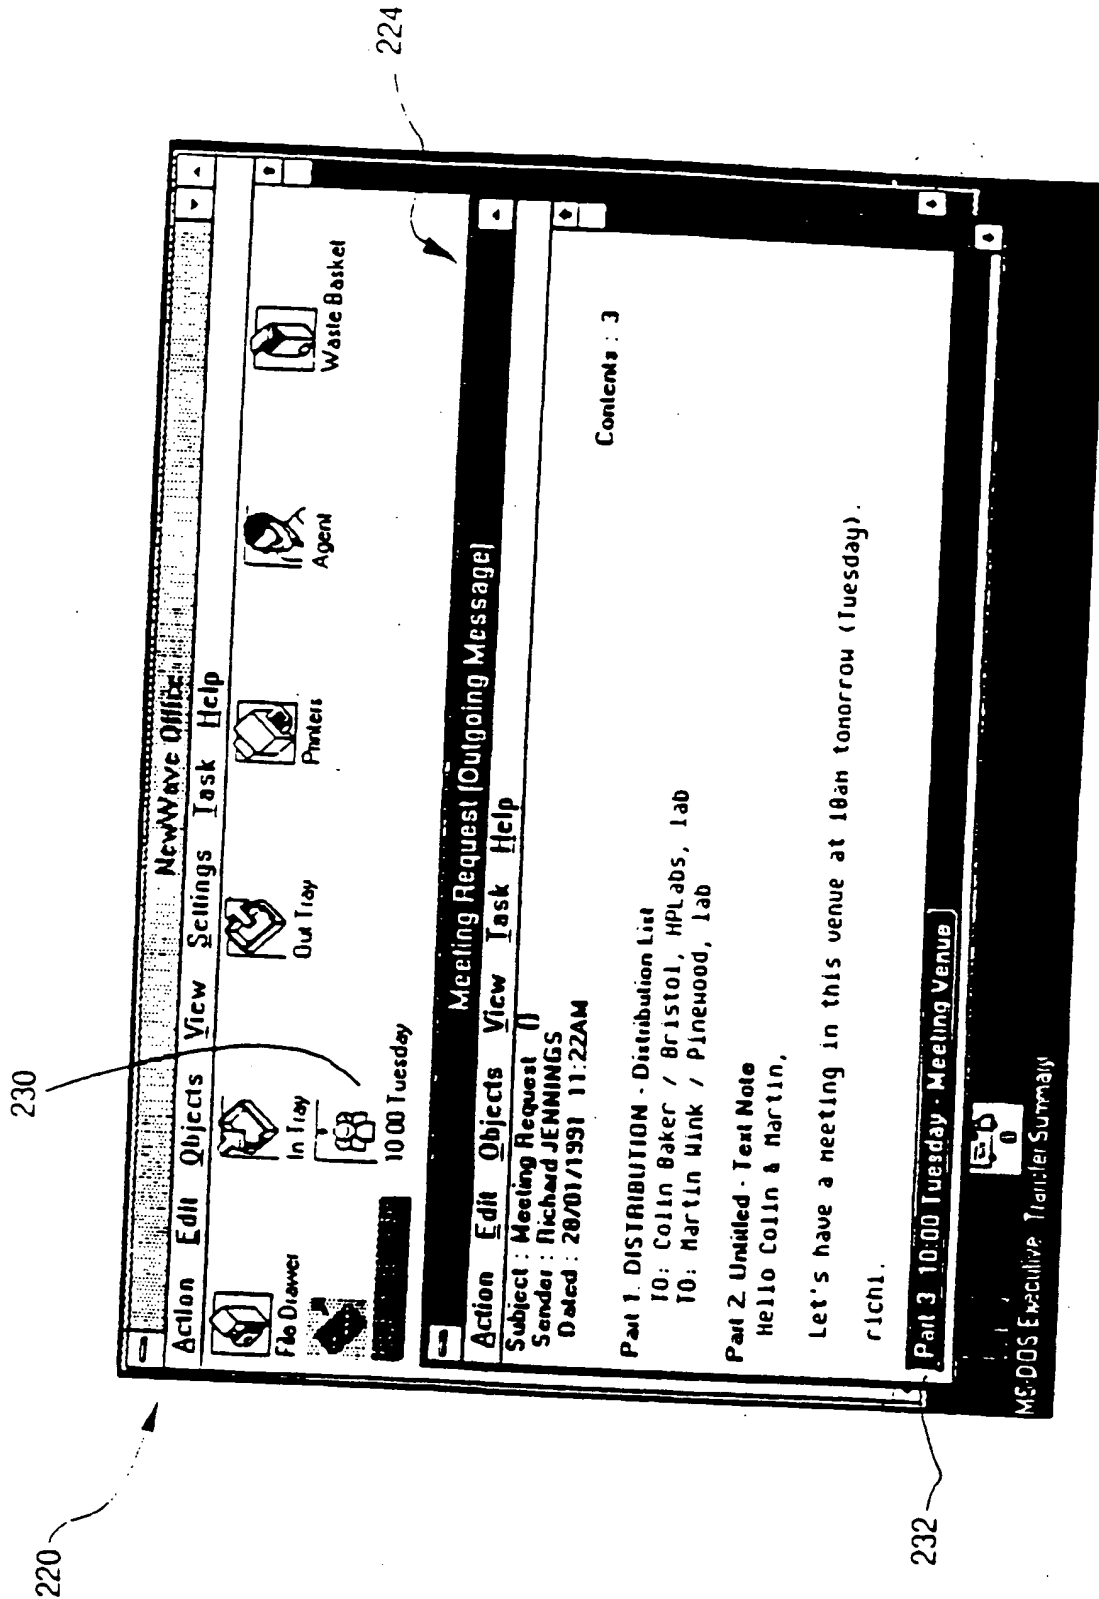 220
230
224
NewWave Office
Action Edit Objects View Settings Task Help
File Drawer
In Tray
Out Tray
Printers
Agent
Waste Basket
10:00 Tuesday
Meeting Request [Outgoing Message]
Action Edit Objects View Task Help
Subject : Meeting Request ()
Sender : Richard JENNINGS
Dated : 28/01/1991 11:22AM
Contents : 3
Part 1. DISTRIBUTION - Distribution List
TO: Colin Baker / Bristol, HPLabs, lab
TO: Martin Wink / Pinewood, lab
Part 2. Untitled - Text Note
Hello Colin & Martin,
Let's have a meeting in this venue at 10am tomorrow (Tuesday).
richi.
Part 3 10:00 Tuesday - Meeting Venue
0
MS-DOS Executive Transfer Summary
232